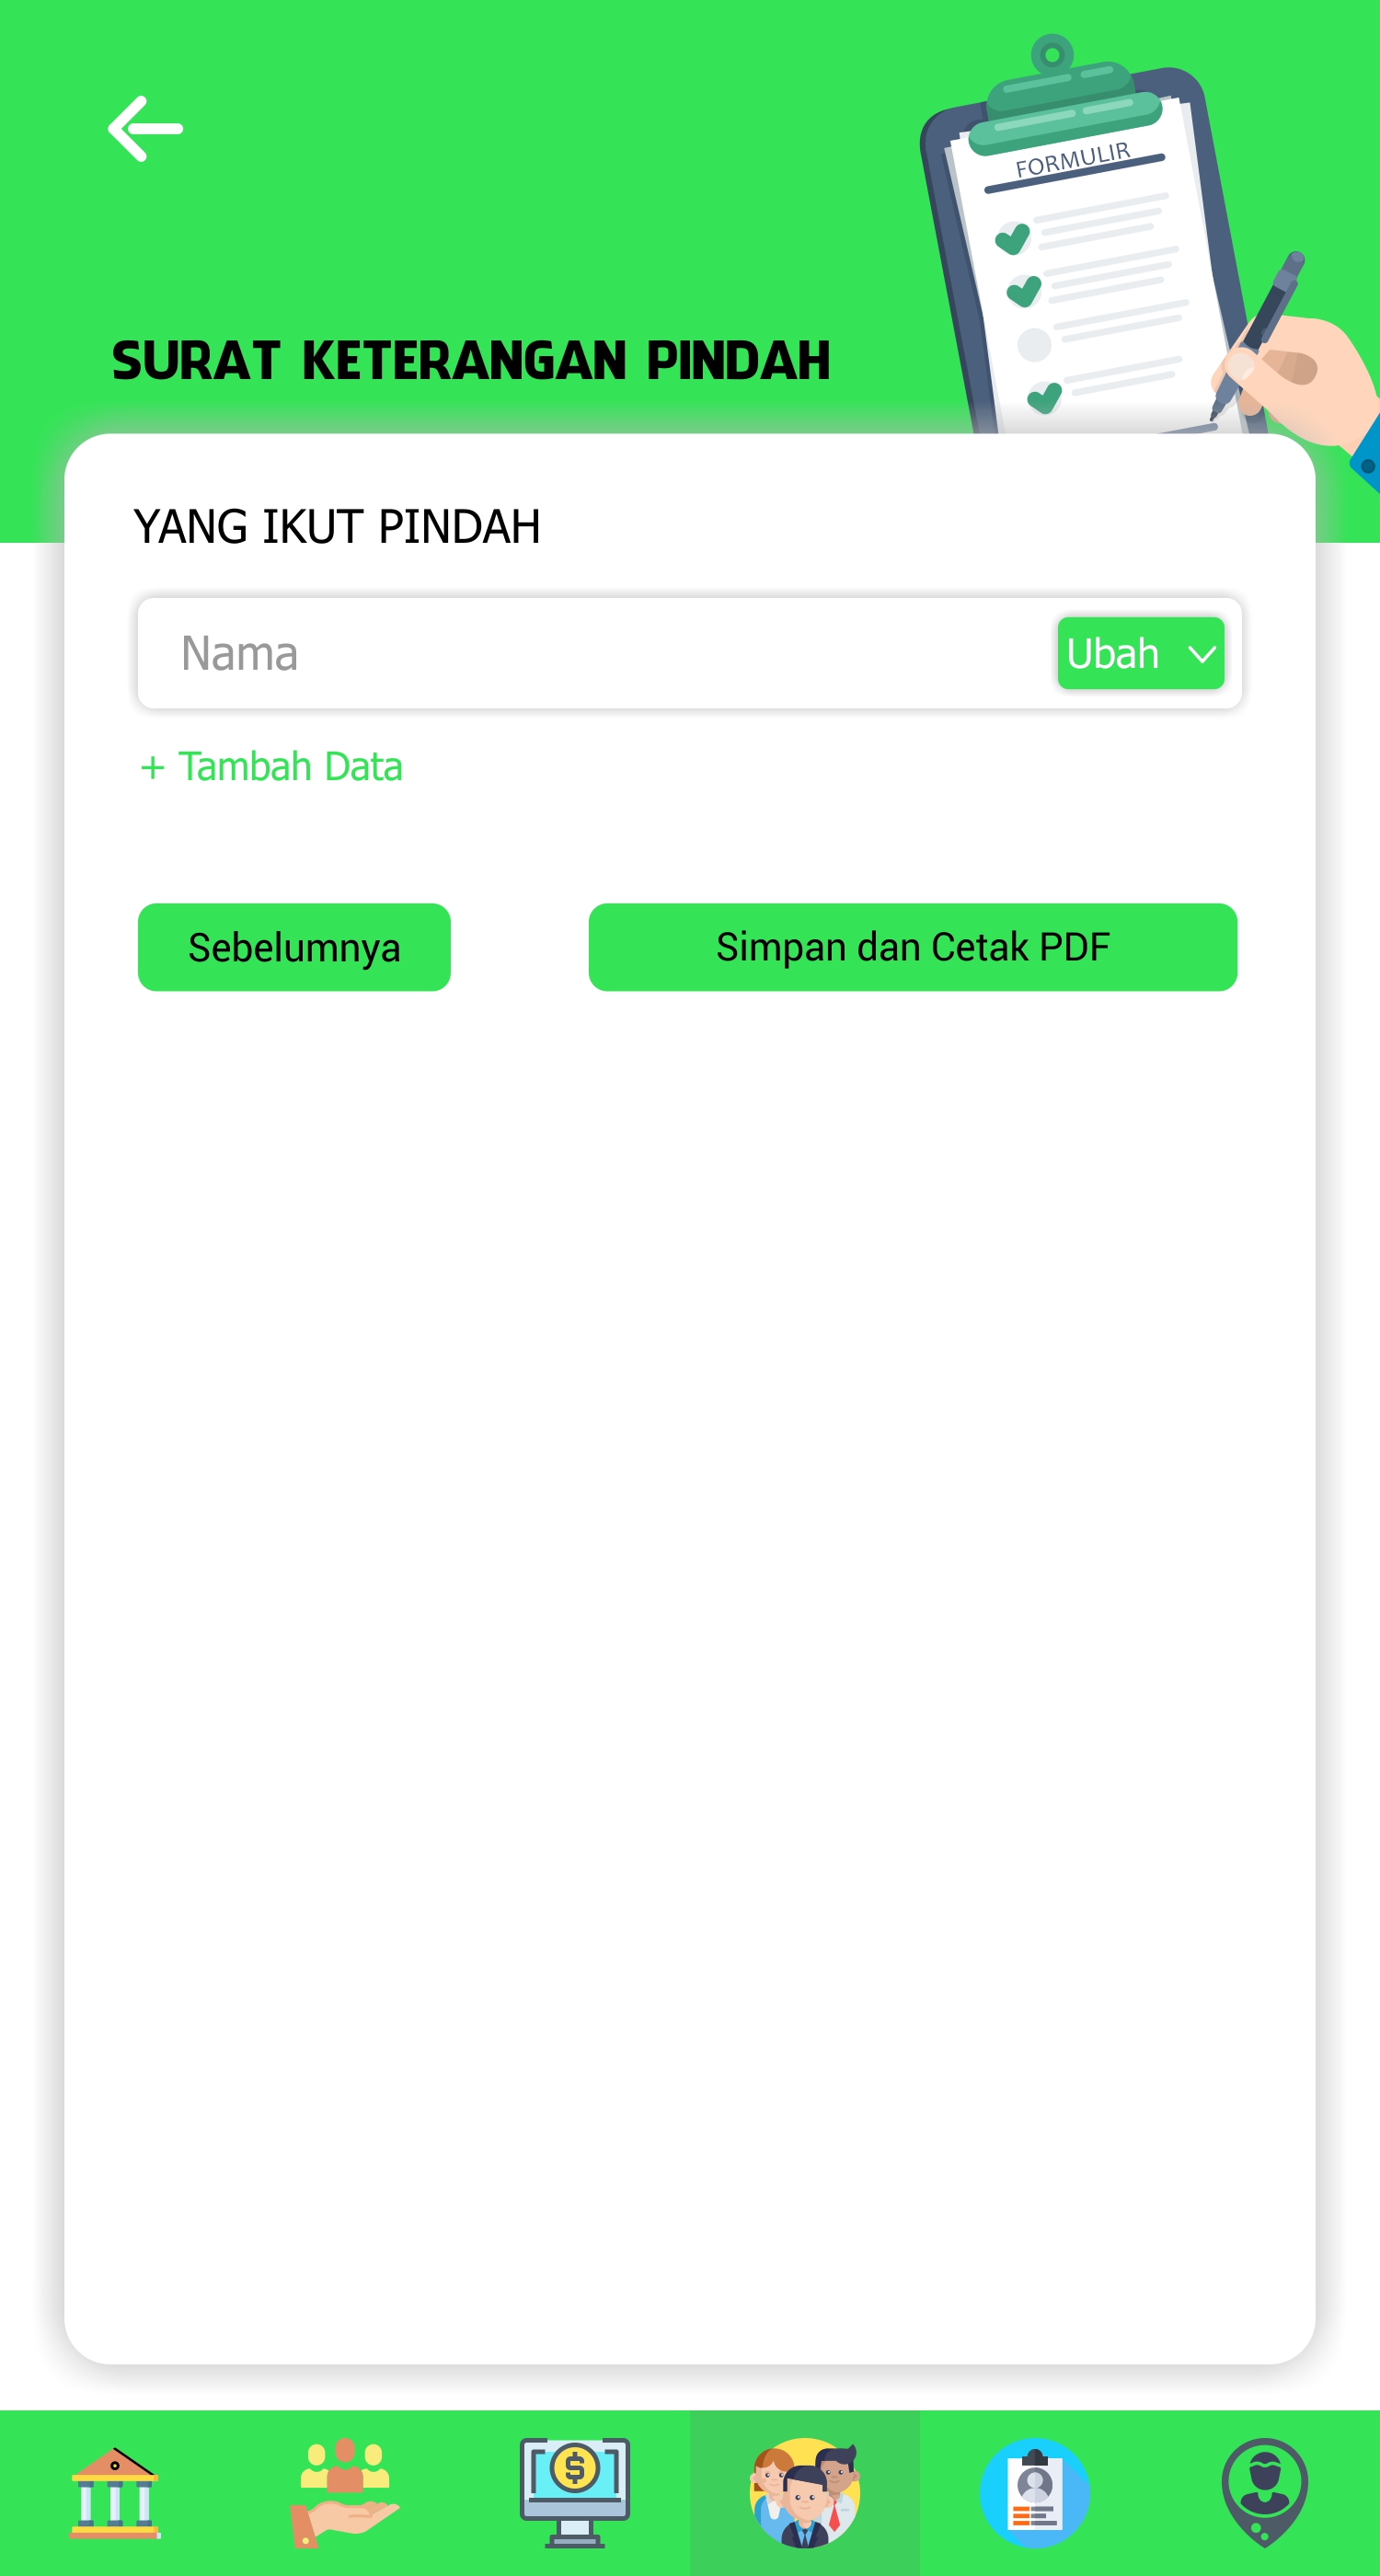 FORMULIR
SURAT KETERANGAN PINDAH
YANG IKUT PINDAH
Nama
Ubah
+ Tambah Data
Sebelumnya
Simpan dan Cetak PDF
$